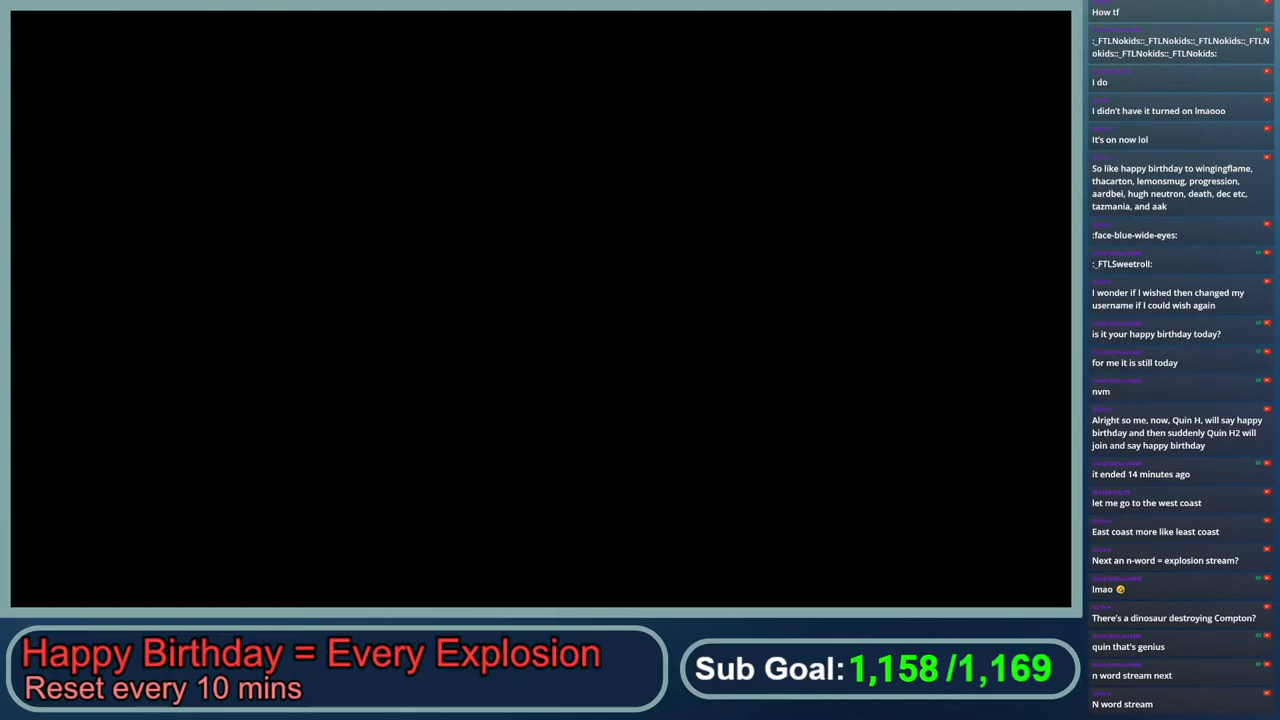 Happy Birthday = Every Explosion
Reset every 10 mins
Sub Goal: 1,158 /1,169
How tf
:_FTLNokids::_FTLNokids::_FTLNokids::_FTLN
okids::_FTLNokids::_FTLNokids:
I do
I didn't have it turned on lmaooo
It's on now lol
So like happy birthday to wingingflame,
thacarton, lemonsmug, progression,
aardbei, hugh neutron, death, dec etc,
tazmania, and aak
:face-blue-wide-eyes:
:_FTLSweetroll:
I wonder if I wished then changed my
username if I could wish again
is it your happy birthday today?
for me it is still today
nvm
Alright so me, now, Quin H, will say happy
birthday and then suddenly Quin H2 will
join and say happy birthday
it ended 14 minutes ago
let me go to the west coast
East coast more like least coast
Next an n-word = explosion stream?
lmao 🤣
There's a dinosaur destroying Compton?
quin that's genius
n word stream next
N word stream